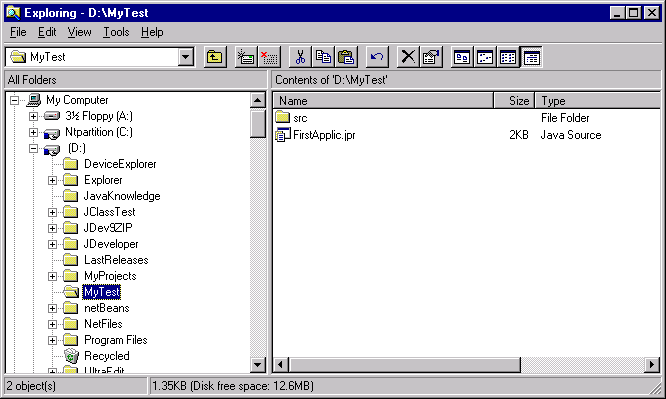 Exploring - D:\MyTest
File Edit View Tools Help
MyTest
All Folders
Contents of 'D:\MyTest'
My Computer
3½ Floppy (A:)
Ntpartition (C:)
(D:)
DeviceExplorer
Explorer
JavaKnowledge
JClassTest
JDev9ZIP
JDeveloper
LastReleases
MyProjects
MyTest
netBeans
NetFiles
Program Files
Recycled
UltraEdit
Name Size Type
src File Folder
FirstApplic.jpr 2KB Java Source
2 object(s) 1.35KB (Disk free space: 12.6MB)